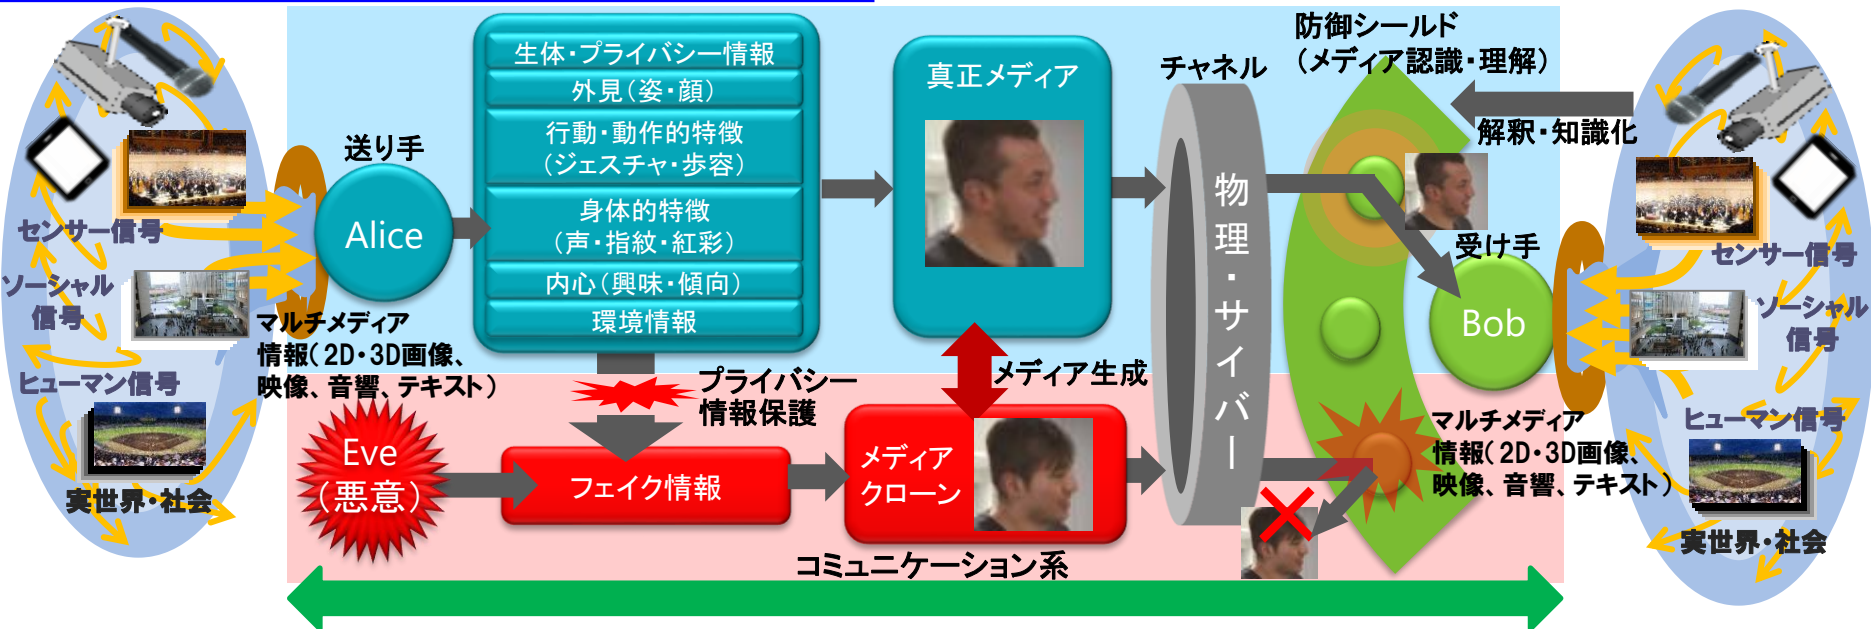 センサー信号
ソーシャル
信号
ヒューマン信号
実世界・社会
送り手
Alice
マルチメディア
情報(2D・3D画像、
映像、音響、テキスト)
Eve
(悪意)
生体・プライバシー情報
外見(姿・顔)
行動・動作的特徴
(ジェスチャ・歩容)
身体的特徴
(声・指紋・紅彩)
内心(興味・傾向)
環境情報
プライバシー
情報保護
フェイク情報
真正メディア
メディア生成
メディア
クローン
コミュニケーション系
チャネル
物理・サイバー
防御シールド
(メディア認識・理解)
解釈・知識化
受け手
Bob
マルチメディア
情報(2D・3D画像、
映像、音響、テキスト)
センサー信号
ソーシャル
信号
ヒューマン信号
実世界・社会